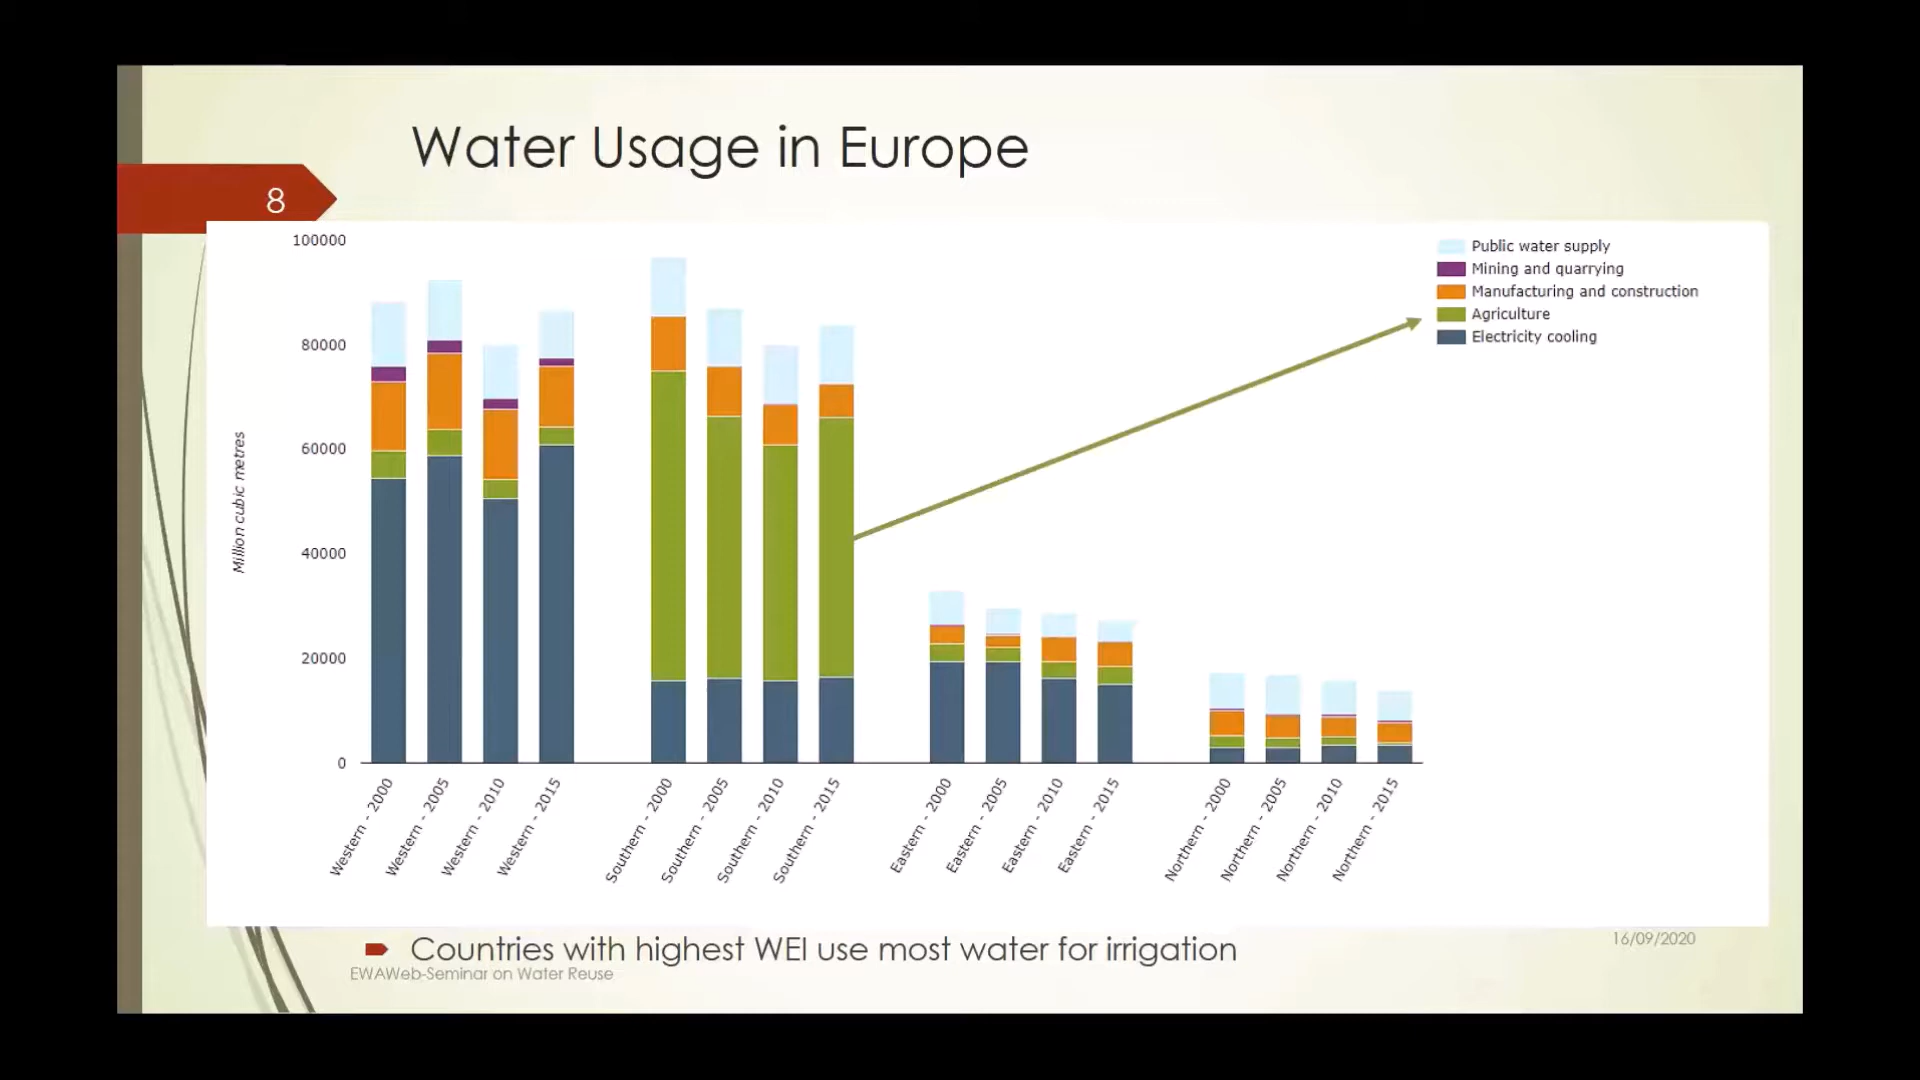 Water Usage in Europe
8
100000
80000
60000
40000
20000
0
Million cubic metres
Public water supply
Mining and quarrying
Manufacturing and construction
Agriculture
Electricity cooling
Western - 2000
Western - 2005
Western - 2010
Western - 2015
Southern - 2000
Southern - 2005
Southern - 2010
Southern - 2015
Eastern - 2000
Eastern - 2005
Eastern - 2010
Eastern - 2015
Northern - 2000
Northern - 2005
Northern - 2010
Northern - 2015
Countries with highest WEI use most water for irrigation
16/09/2020
EWAWeb-Seminar on Water Reuse